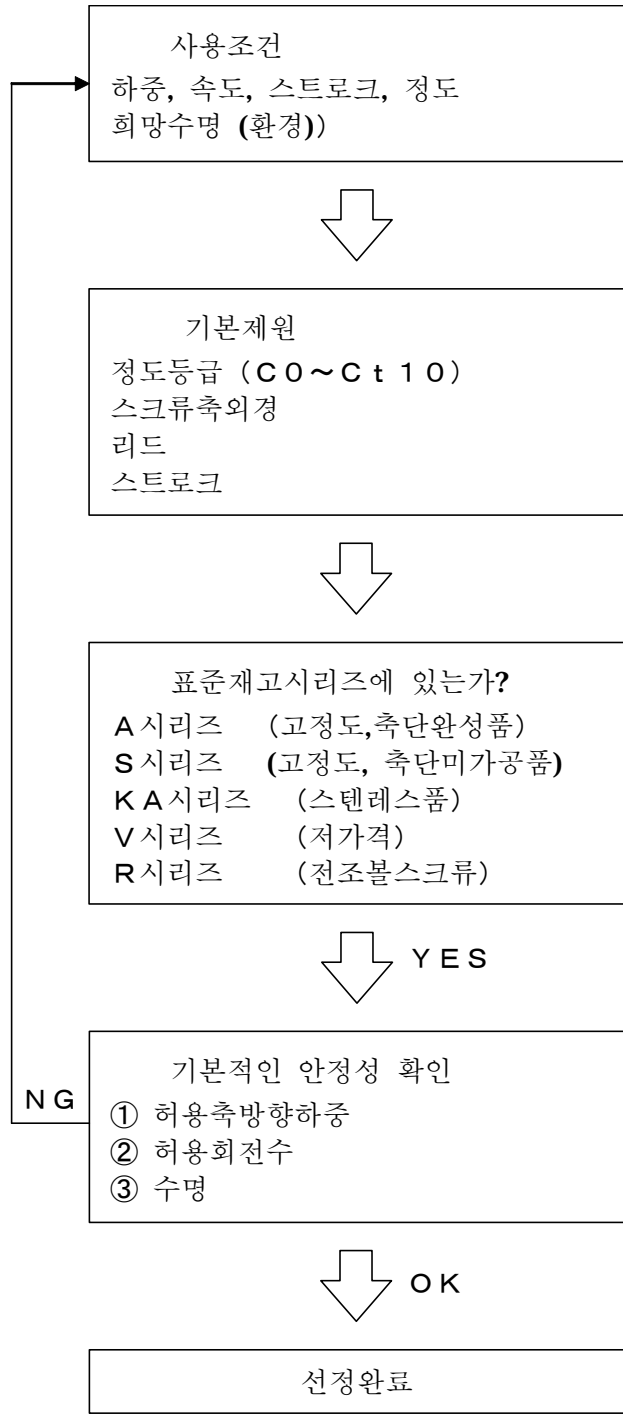 사용조건
하중, 속도, 스트로크, 정도
희망수명 (환경))
기본제원
정도등급 (C0~Ct10)
스크류축외경
리드
스트로크
표준재고시리즈에 있는가?
A시리즈 (고정도,축단완성품)
S시리즈 (고정도, 축단미가공품)
KA시리즈 (스텐레스품)
V시리즈 (저가격)
R시리즈 (전조볼스크류)
YES
기본적인 안정성 확인
NG
① 허용축방향하중
② 허용회전수
③ 수명
OK
선정완료